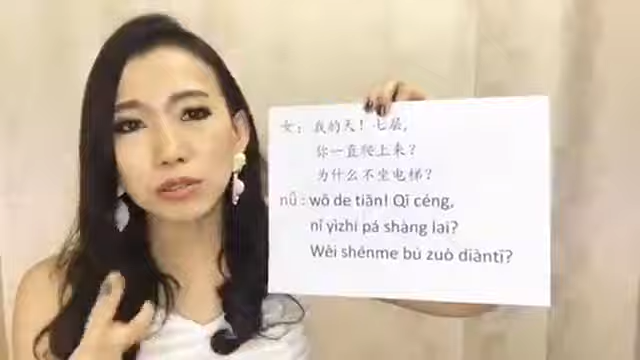 女：我的天！七层，
你一直爬上来？
为什么不坐电梯？
nǚ : wǒ de tiān! Qī céng,
nǐ yìzhí pá shàng lai?
Wèi shénme bú zuò diàntī?